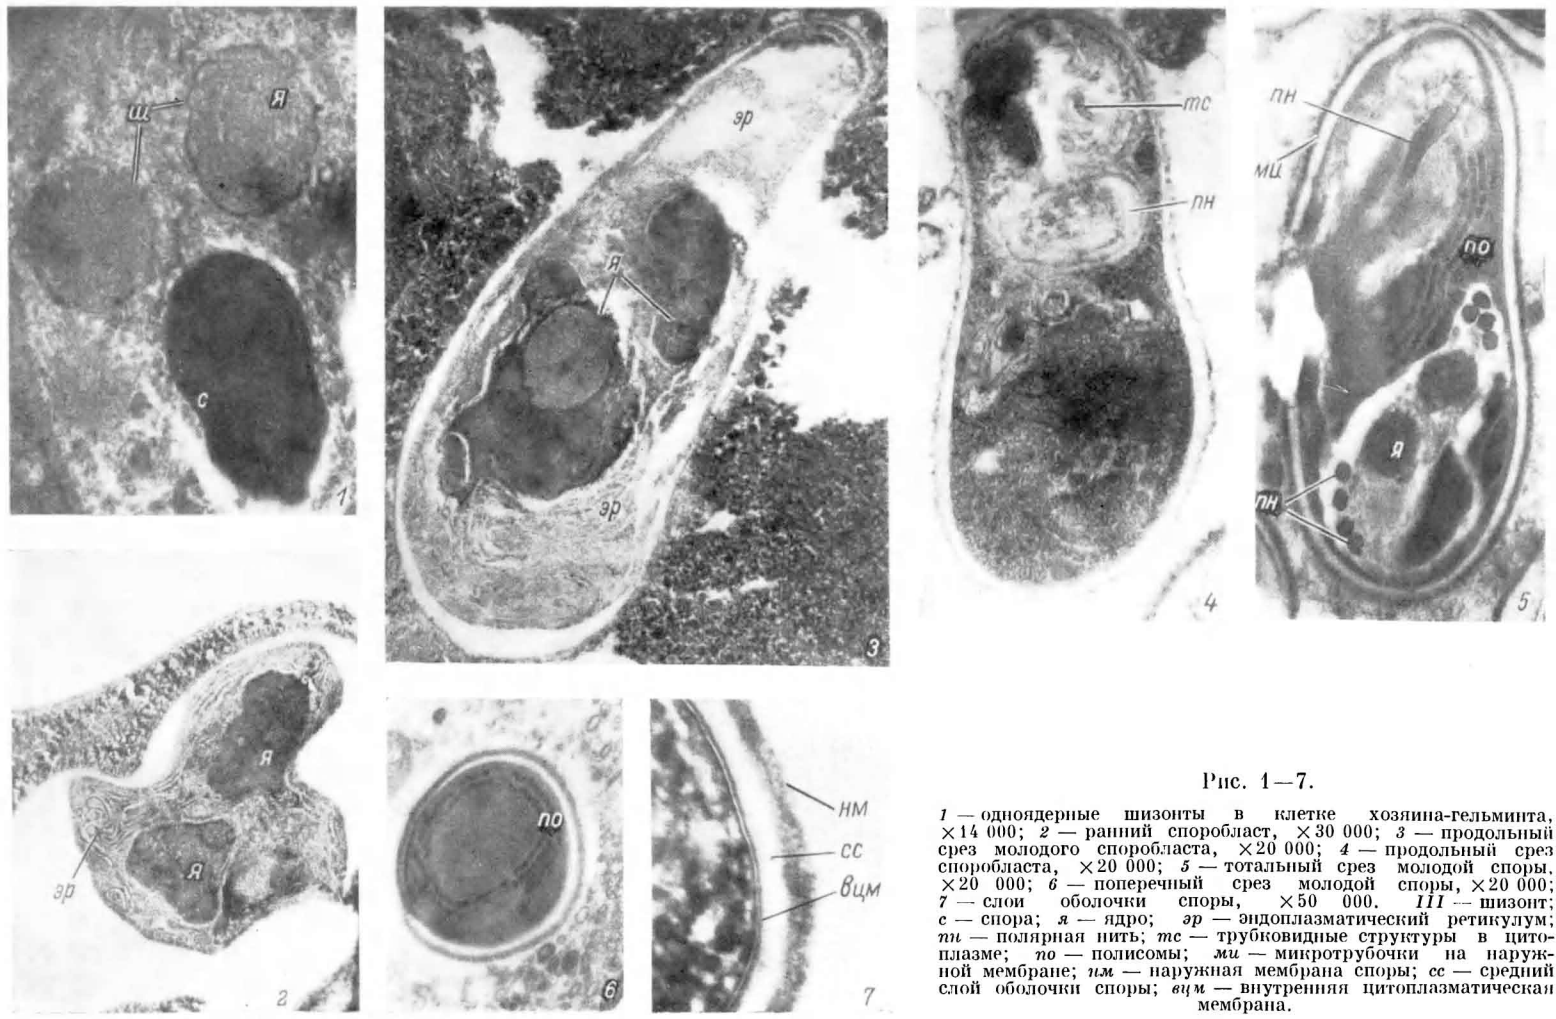 ш
я
с
1
эр
я
эр
3
тс
пн
4
пн
ми
по
я
пн
5
я
я
эр
2
по
6
нм
сс
вцм
7
Рис. 1—7.
1 — одноядерные шизонты в клетке хозяина-гельминта,
×14 000; 2 — ранний споробласт, ×30 000; 3 — продольный
срез молодого споробласта, ×20 000; 4 — продольный срез
споробласта, ×20 000; 5 — тотальный срез молодой споры,
×20 000; 6 — поперечный срез молодой споры, ×20 000;
7 — слои оболочки споры, ×50 000. Ш — шизонт;
с — спора; я — ядро; эр — эндоплазматический ретикулум;
пн — полярная нить; тс — трубковидные структуры в цито-
плазме; по — полисомы; ми — микротрубочки на наруж-
ной мембране; нм — наружная мембрана споры; сс — средний
слой оболочки споры; вцм — внутренняя цитоплазматическая
мембрана.